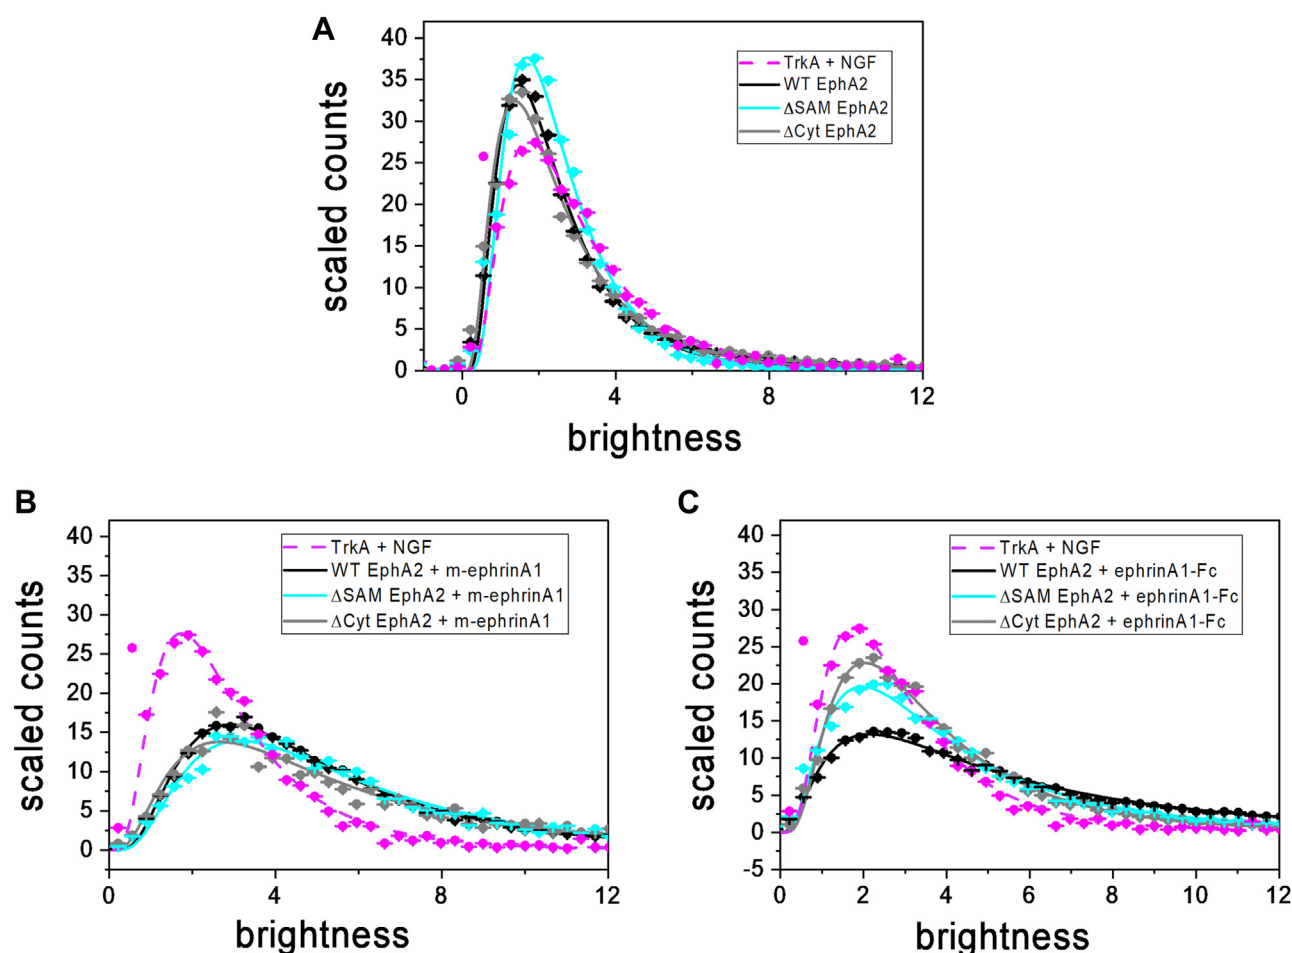 A
40
35
30
25
20
15
10
5
0
scaled counts
TrkA + NGF
WT EphA2
ΔSAM EphA2
ΔCyt EphA2
0 4 8 12
brightness
B
40
35
30
25
20
15
10
5
0
scaled counts
TrkA + NGF
WT EphA2 + m-ephrinA1
ΔSAM EphA2 + m-ephrinA1
ΔCyt EphA2 + m-ephrinA1
0 4 8 12
brightness
C
40
35
30
25
20
15
10
5
0
-5
scaled counts
TrkA + NGF
WT EphA2 + ephrinA1-Fc
ΔSAM EphA2 + ephrinA1-Fc
ΔCyt EphA2 + ephrinA1-Fc
0 2 4 6 8 10 12
brightness